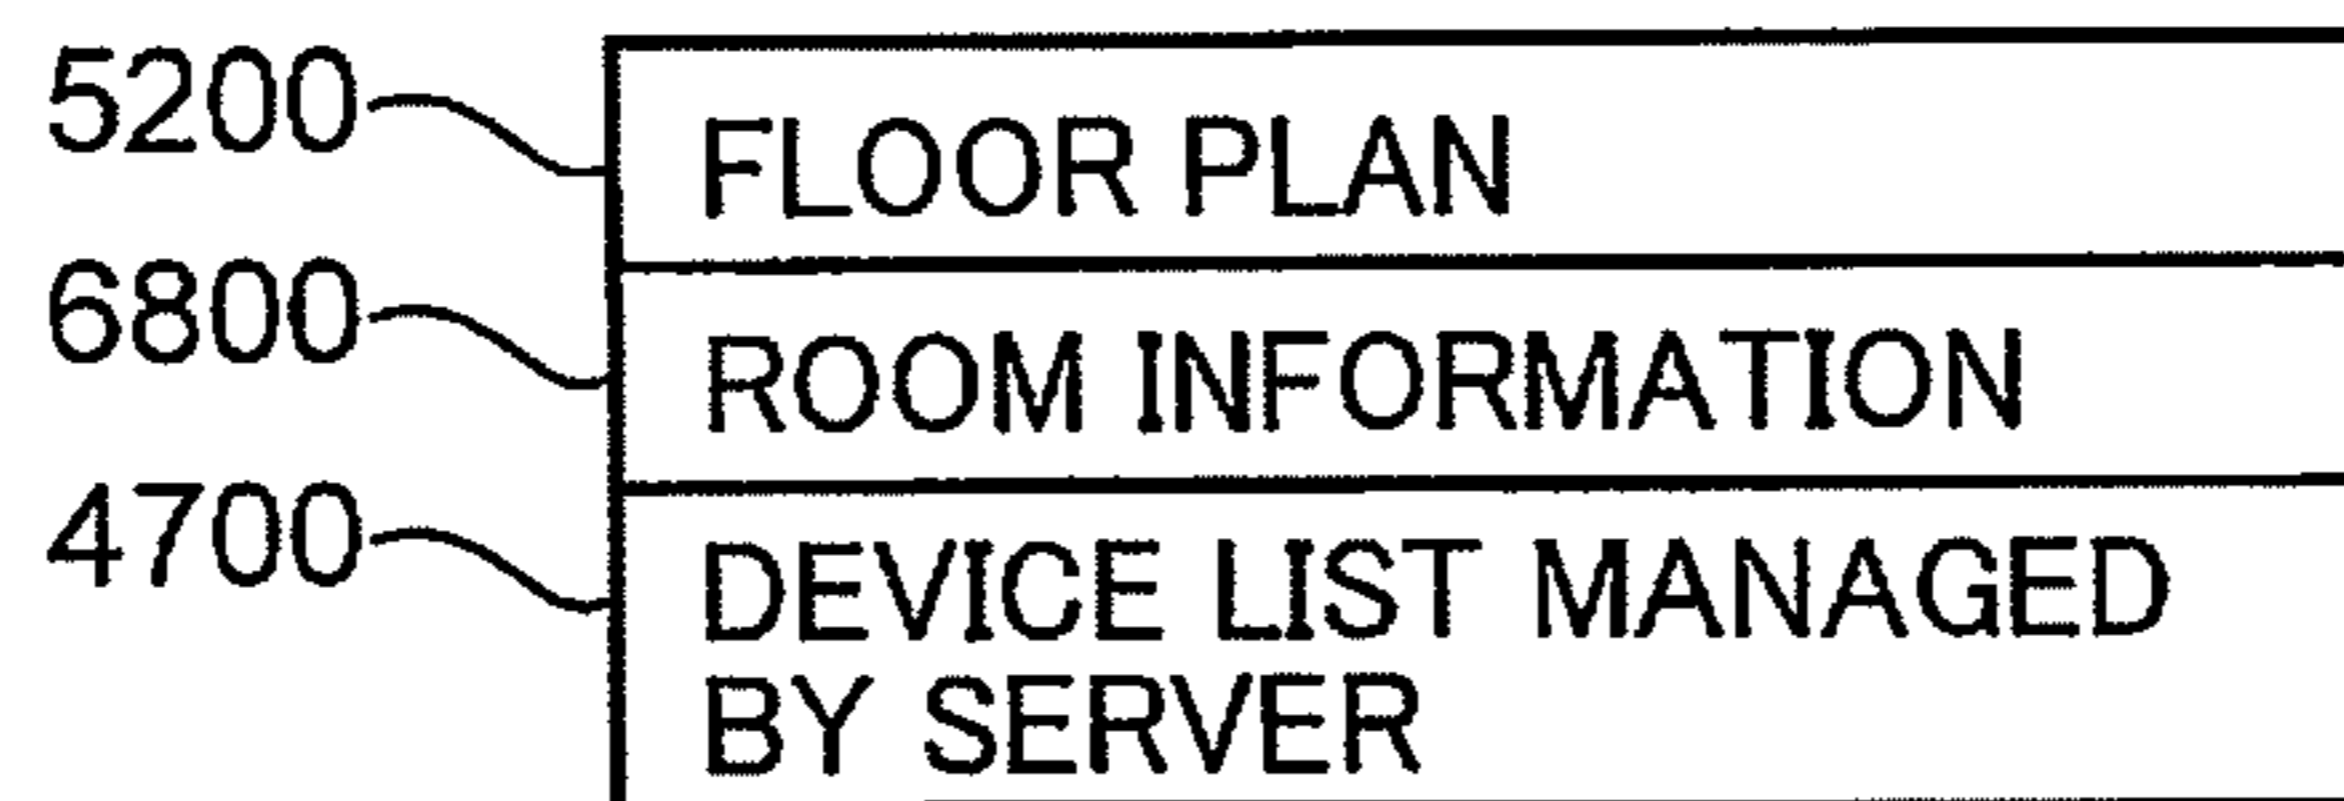 5200 FLOOR PLAN
6800 ROOM INFORMATION
4700 DEVICE LIST MANAGED
BY SERVER